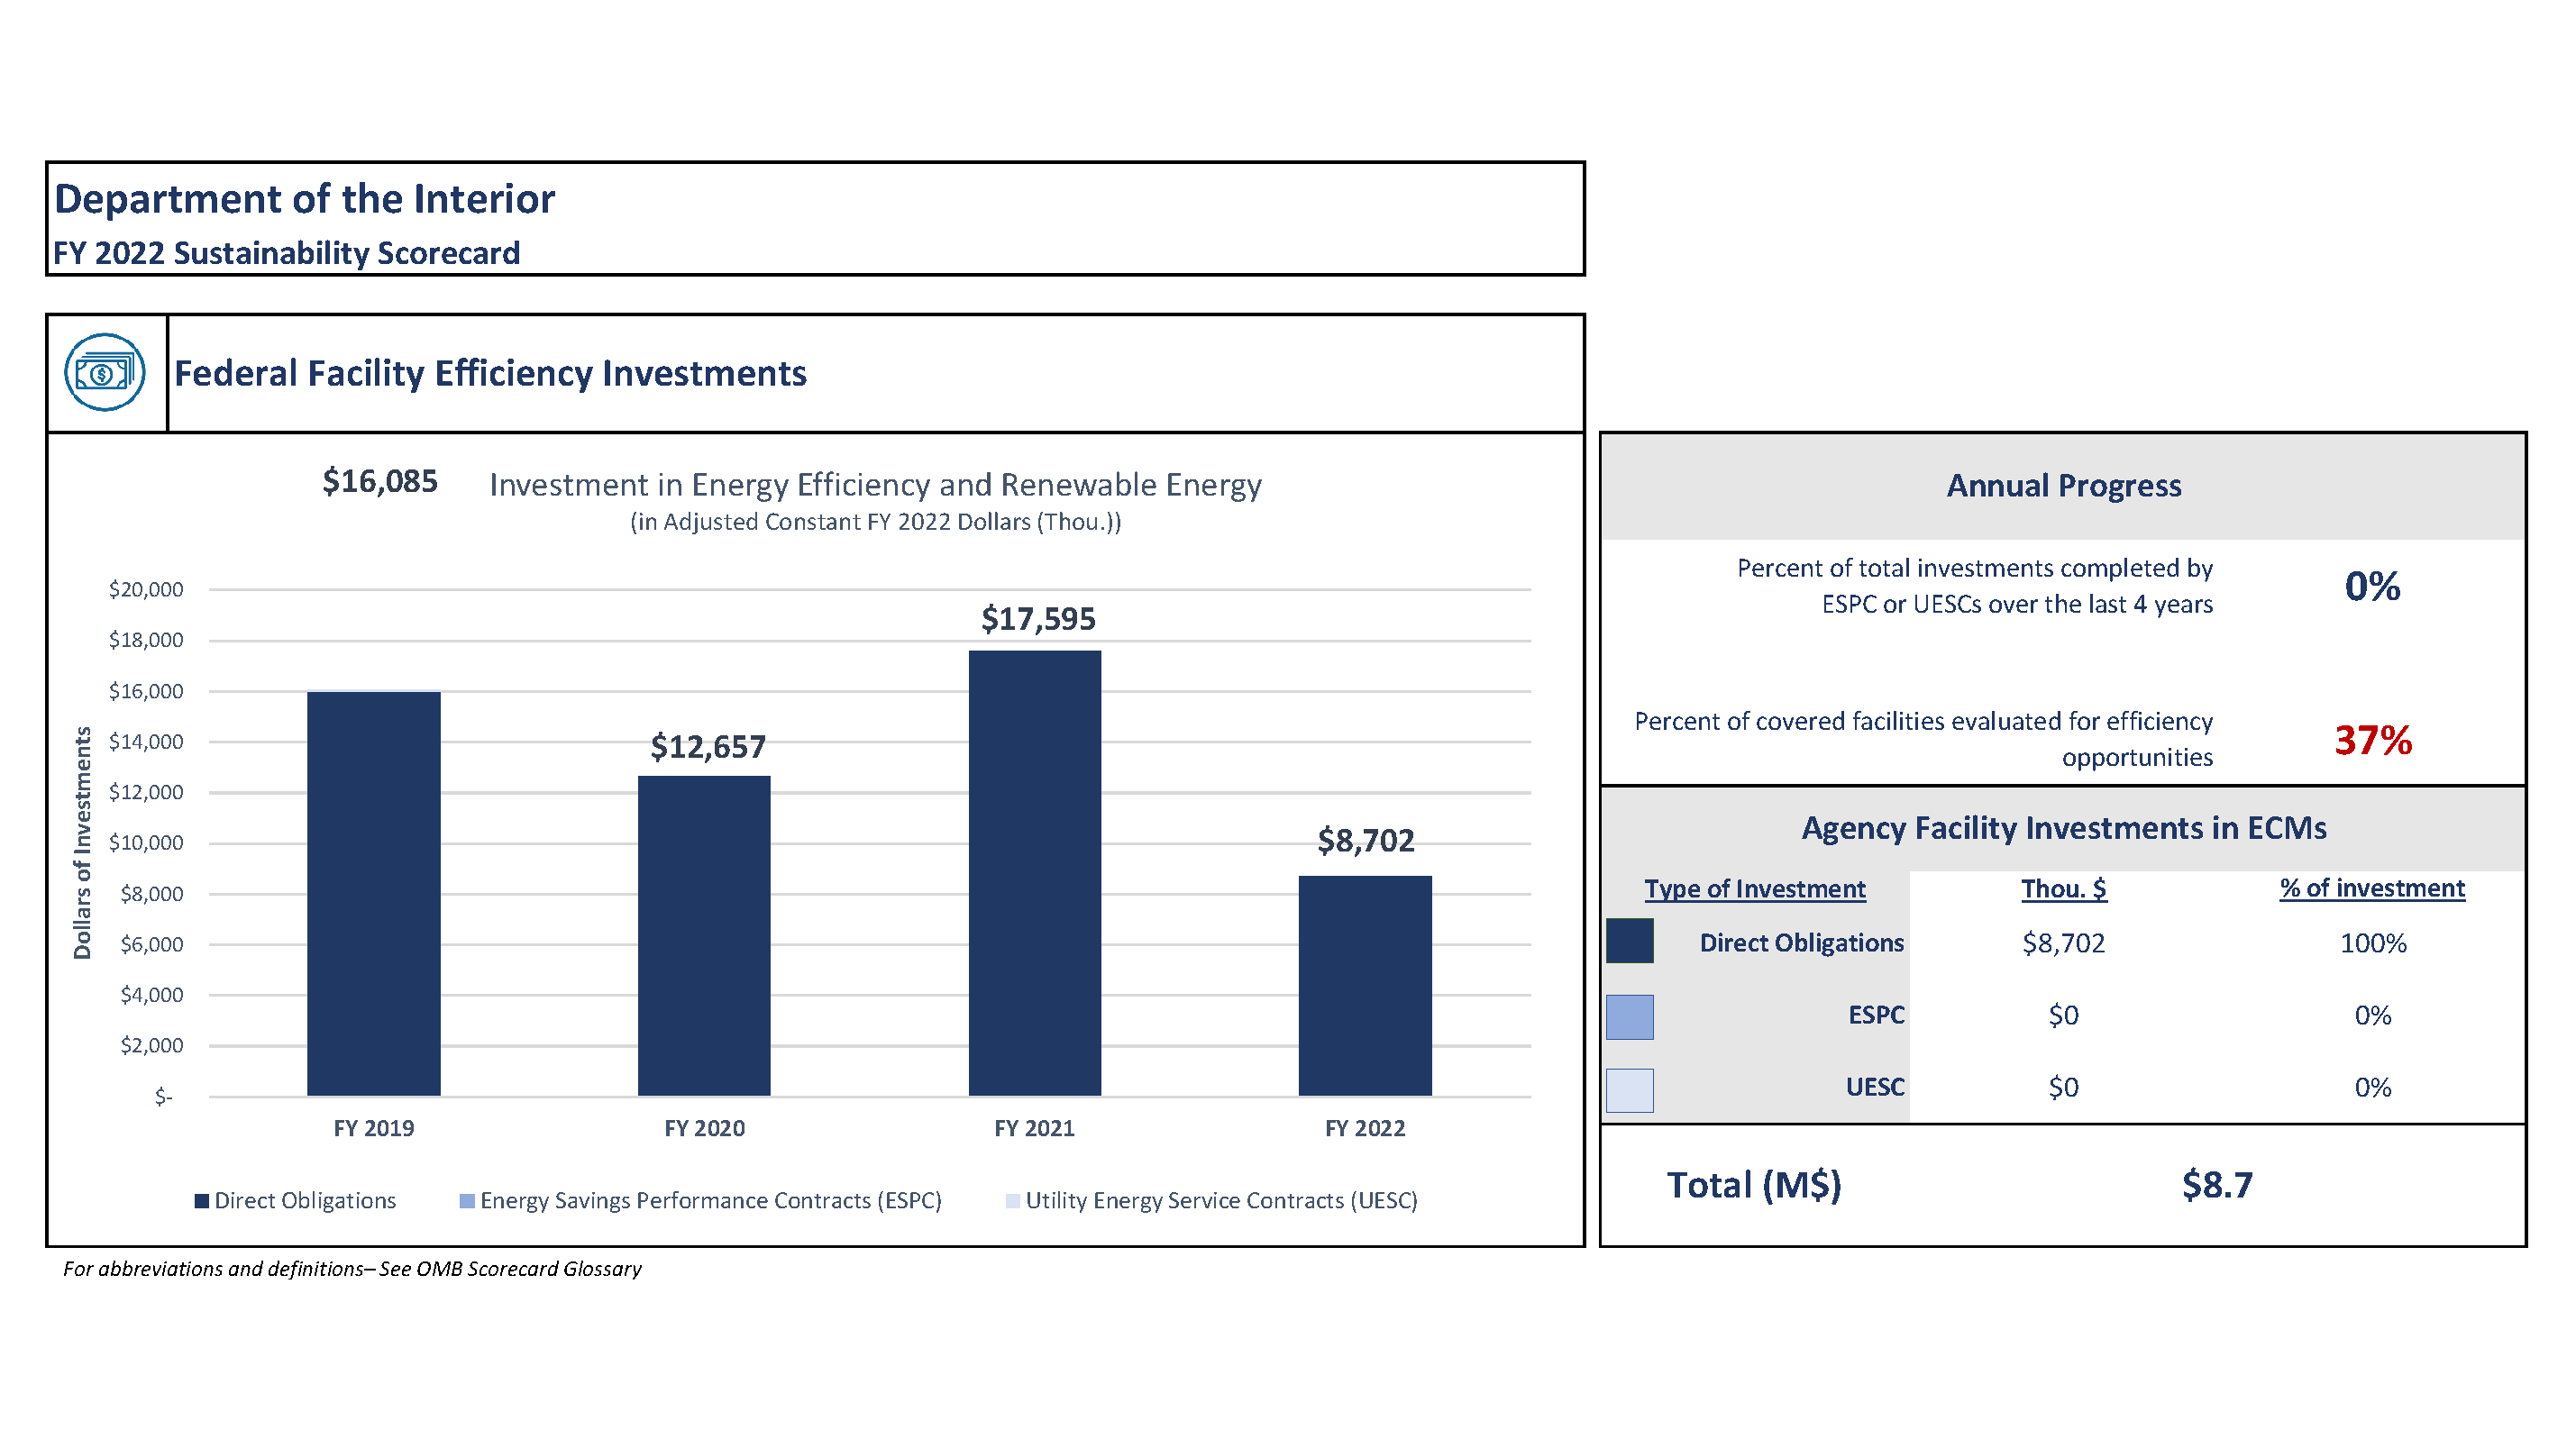 Department of the Interior
FY 2022 Sustainability Scorecard
$
Federal Facility Efficiency Investments
$16,085
Investment in Energy Efficiency and Renewable Energy
(in Adjusted Constant FY 2022 Dollars (Thou.))
Dollars of Investments
$20,000
$18,000
$16,000
$14,000
$12,000
$10,000
$8,000
$6,000
$4,000
$2,000
$-
$12,657
$17,595
$8,702
FY 2019
FY 2020
FY 2021
FY 2022
Direct Obligations
Energy Savings Performance Contracts (ESPC)
Utility Energy Service Contracts (UESC)
Annual Progress
Percent of total investments completed by
ESPC or UESCs over the last 4 years
0%
Percent of covered facilities evaluated for efficiency
opportunities
37%
Agency Facility Investments in ECMs
Type of Investment Thou. $ % of investment
Direct Obligations $8,702 100%
ESPC $0 0%
UESC $0 0%
Total (M$) $8.7
For abbreviations and definitions– See OMB Scorecard Glossary